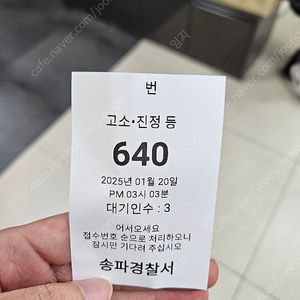 번
고소•진정 등
640
2025년 01월 20일
PM 03시 03분
대기인수 : 3
어서오세요
접수번호 순으로 처리하오니
잠시만 기다려 주십시오
송파경찰서